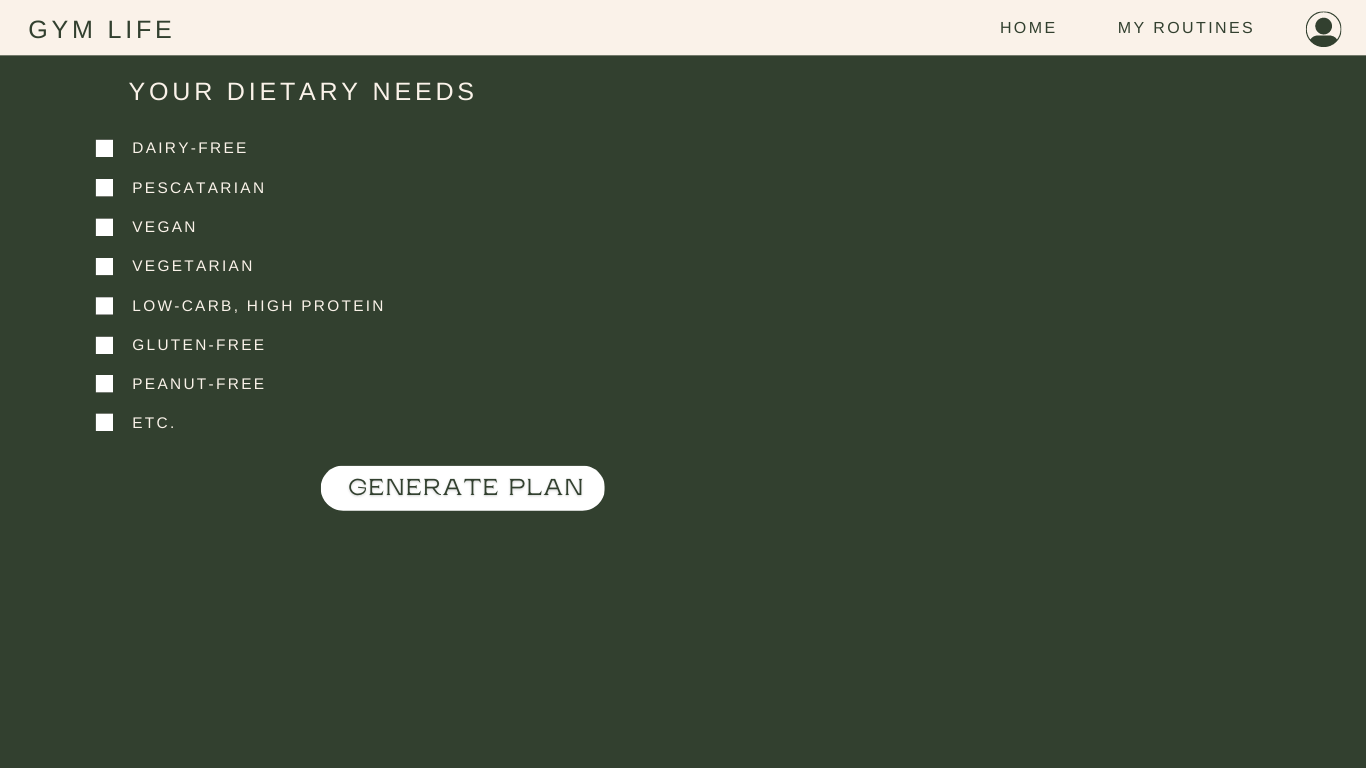 GYM LIFE
HOME
MY ROUTINES
YOUR DIETARY NEEDS
DAIRY-FREE
PESCATARIAN
VEGAN
VEGETARIAN
LOW-CARB, HIGH PROTEIN
GLUTEN-FREE
PEANUT-FREE
ETC.
GENERATE PLAN